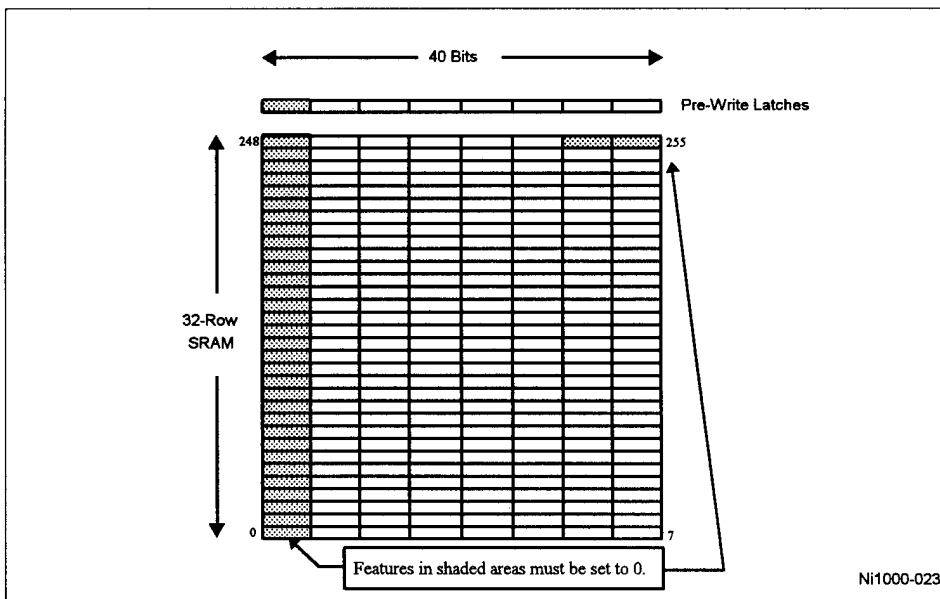 40 Bits
Pre-Write Latches
248
255
32-Row
SRAM
0
7
Features in shaded areas must be set to 0.
Ni1000-023